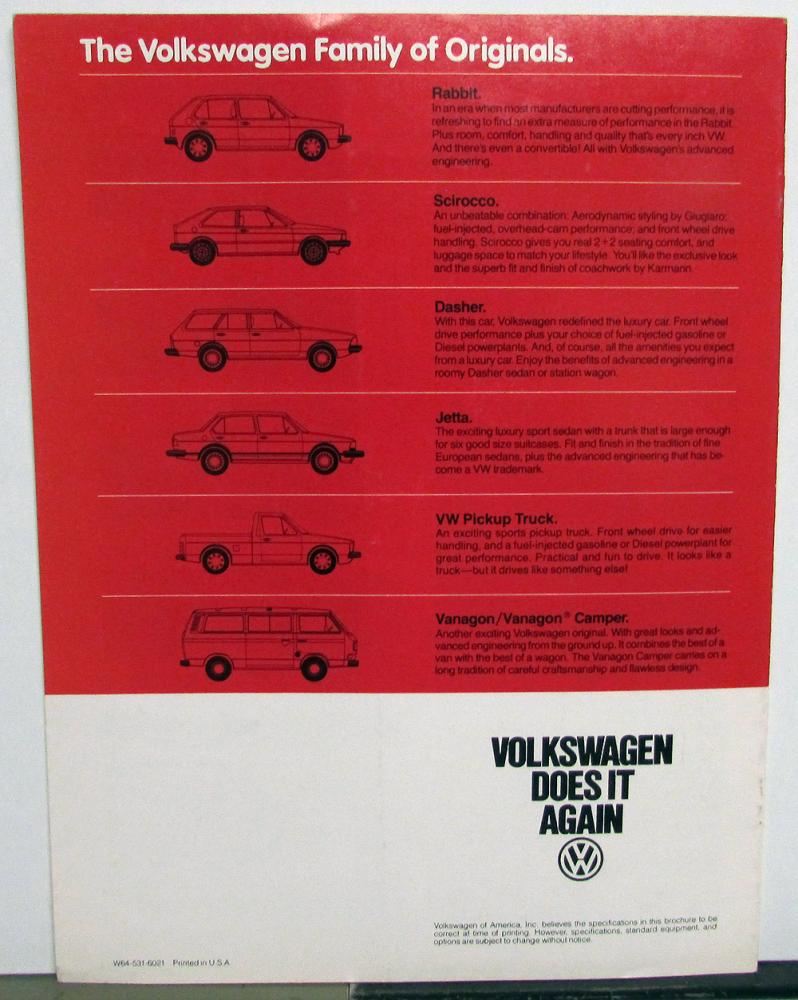 The Volkswagen Family of Originals.
Rabbit.
In an era when most manufacturers are cutting performance, it is
refreshing to find an extra measure of performance in the Rabbit.
Plus room, comfort, handling and quality that's every inch VW.
And there's even a convertible! All with Volkswagen's advanced
engineering.
Scirocco.
An unbeatable combination: Aerodynamic styling by Giugiaro;
fuel-injected, overhead-cam performance; and front wheel drive
handling. Scirocco gives you real 2+2 seating comfort, and
luggage space to match your lifestyle. You'll like the exclusive look
and the superb fit and finish of coachwork by Karmann.
Dasher.
With this car, Volkswagen redefined the luxury car. Front wheel
drive performance plus your choice of fuel-injected gasoline or
Diesel powerplants. And, of course, all the amenities you expect
from a luxury car. Enjoy the benefits of advanced engineering in a
roomy Dasher sedan or station wagon.
Jetta.
The exciting luxury sport sedan with a trunk that is large enough
for six good size suitcases. Fit and finish in the tradition of fine
European sedans, plus the advanced engineering that has be-
come a VW trademark.
VW Pickup Truck.
An exciting sports pickup truck. Front wheel drive for easier
handling, and a fuel-injected gasoline or Diesel powerplant for
great performance. Practical and fun to drive. It looks like a
truck—but it drives like something else!
Vanagon/Vanagon® Camper.
Another exciting Volkswagen original. With great looks and ad-
vanced engineering from the ground up. It combines the best of a
van with the best of a wagon. The Vanagon Camper carries on a
long tradition of careful craftsmanship and flawless design.
VOLKSWAGEN
DOES IT
AGAIN
Volkswagen of America, Inc. believes the specifications in this brochure to be
correct at time of printing. However, specifications, standard equipment, and
options are subject to change without notice.
W64-531-6021 Printed in U.S.A.